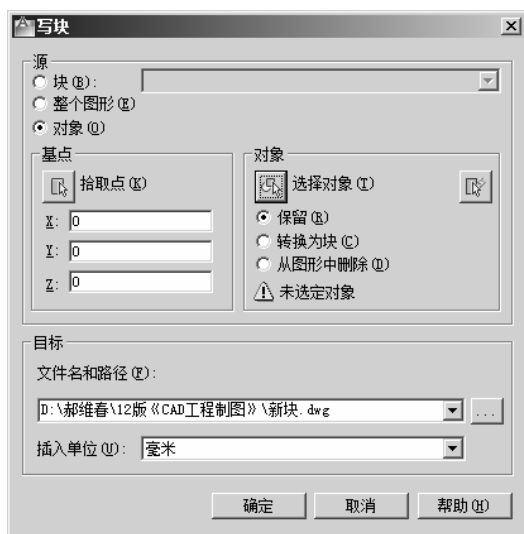 写块
源
块(B):
整个图形(E)
对象(O)
基点
拾取点(K)
X: 0
Y: 0
Z: 0
对象
选择对象(T)
保留(R)
转换为块(C)
从图形中删除(D)
未选定对象
目标
文件名和路径(F):
D:\郝维春\12版《CAD工程制图》\新块.dwg
...
插入单位(U): 毫米
确定 取消 帮助(H)